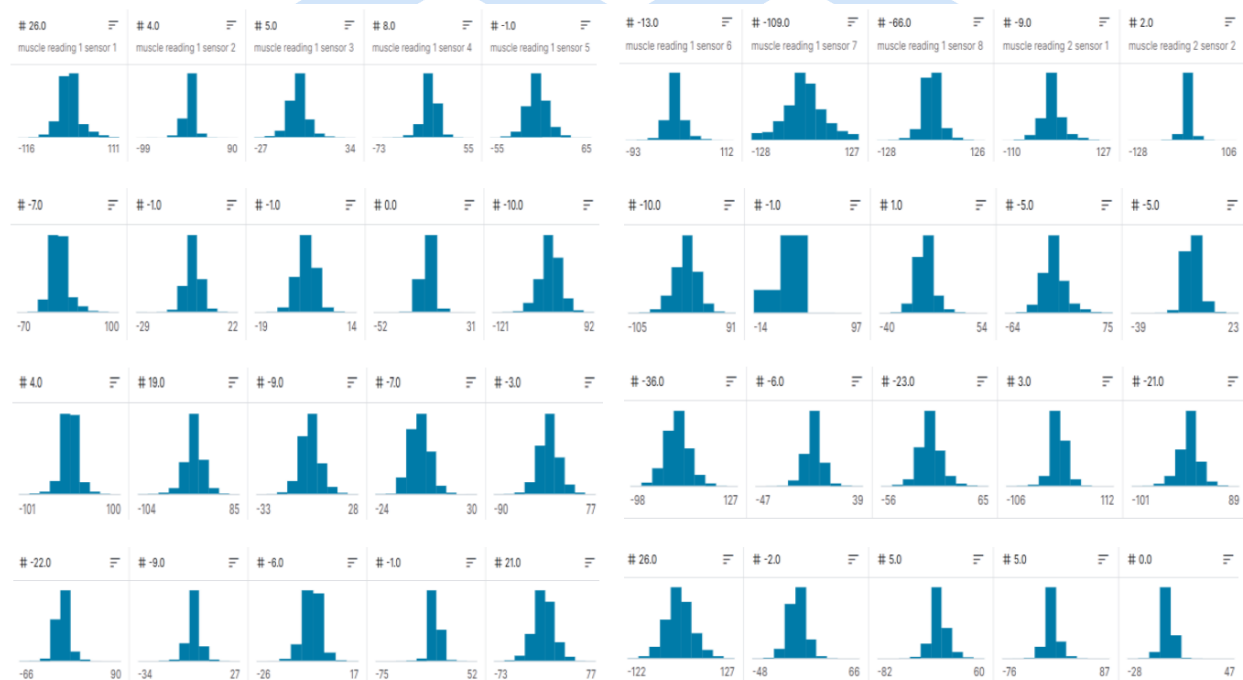 # 26.0 # 4.0 # 5.0 # 8.0 # -1.0 # -13.0 # -109.0 # -66.0 # -9.0 # 2.0
muscle reading 1 sensor 1 muscle reading 1 sensor 2 muscle reading 1 sensor 3 muscle reading 1 sensor 4 muscle reading 1 sensor 5 muscle reading 1 sensor 6 muscle reading 1 sensor 7 muscle reading 1 sensor 8 muscle reading 2 sensor 1 muscle reading 2 sensor 2
-116 111 -99 90 -27 34 -73 55 -55 65 -93 112 -128 127 -128 126 -110 127 -128 106
# -7.0 # -1.0 # -1.0 # 0.0 # -10.0 # -10.0 # -1.0 # 1.0 # -5.0 # -5.0
-70 100 -29 22 -19 14 -52 31 -121 92 -105 91 -14 97 -40 54 -64 75 -39 23
# 4.0 # 19.0 # -9.0 # -7.0 # -3.0 # -36.0 # -6.0 # -23.0 # 3.0 # -21.0
-101 100 -104 85 -33 28 -24 30 -90 77 -98 127 -47 39 -56 65 -106 112 -101 89
# -22.0 # -9.0 # -6.0 # -1.0 # 21.0 # 26.0 # -2.0 # 5.0 # 5.0 # 0.0
-66 90 -34 27 -26 17 -75 52 -73 77 -122 127 -48 66 -82 60 -76 87 -28 47